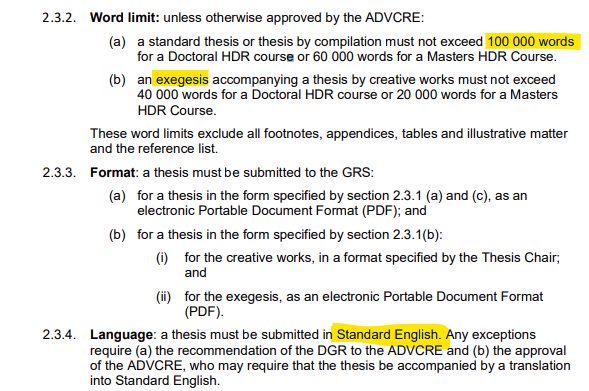 2.3.2. Word limit: unless otherwise approved by the ADVCRE:
(a) a standard thesis or thesis by compilation must not exceed 100 000 words
for a Doctoral HDR course or 60 000 words for a Masters HDR Course.
(b) an exegesis accompanying a thesis by creative works must not exceed
40 000 words for a Doctoral HDR course or 20 000 words for a Masters
HDR Course.
These word limits exclude all footnotes, appendices, tables and illustrative matter
and the reference list.
2.3.3. Format: a thesis must be submitted to the GRS:
(a) for a thesis in the form specified by section 2.3.1 (a) and (c), as an
electronic Portable Document Format (PDF); and
(b) for a thesis in the form specified by section 2.3.1(b):
(i) for the creative works, in a format specified by the Thesis Chair;
and
(ii) for the exegesis, as an electronic Portable Document Format
(PDF).
2.3.4. Language: a thesis must be submitted in Standard English. Any exceptions
require (a) the recommendation of the DGR to the ADVCRE and (b) the approval
of the ADVCRE, who may require that the thesis be accompanied by a translation
into Standard English.